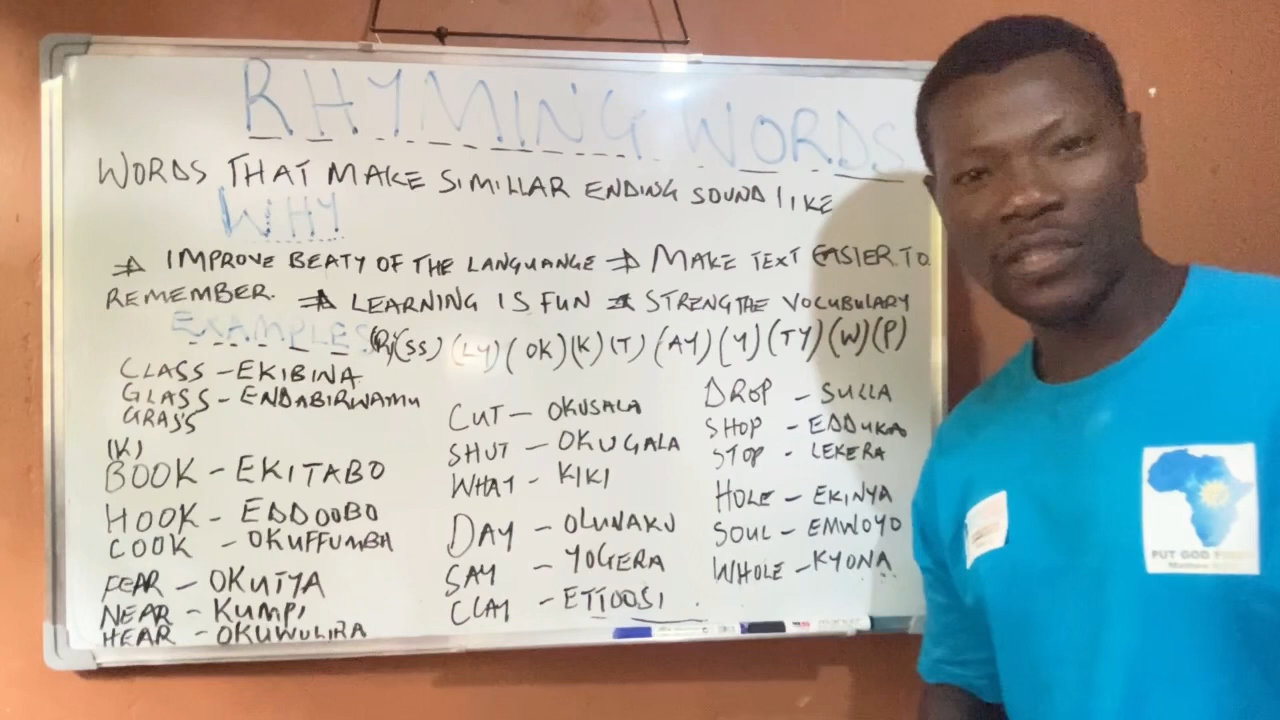 RHYMING WORDS
WORDS THAT MAKE SIMILLAR ENDING SOUND LIKE
WHY
⇒ IMPROVE BEATY OF THE LANGUANGE ⇒ MAKE TEXT EASIER TO
REMEMBER. ⇒ LEARNING IS FUN ⇒ STRENGTHE VOCUBULARY
EXAMPLES (R) (SS) (LY) (OK) (K) (T) (AY) (Y) (TY) (W) (P)
CLASS - EKIBINA
GLASS - ENDABIRWAMU
GRASS
(K)
BOOK - EKITABO
HOOK - EDDOOBO
COOK - OKUFFUMBA
FEAR - OKUTYA
NEAR - KUMPI
HEAR - OKUWULIRA
CUT - OKUSALA
SHUT - OKUGALA
WHAT - KIKI
DAY - OLUNAKU
SAY - YOGERA
CLAY - ETTOOSI
DROP - SULLA
SHOP - EDDUKA
STOP - LEKERA
HOLE - EKINYA
SOUL - EMWOYO
WHOLE - KYONA
PUT GOD